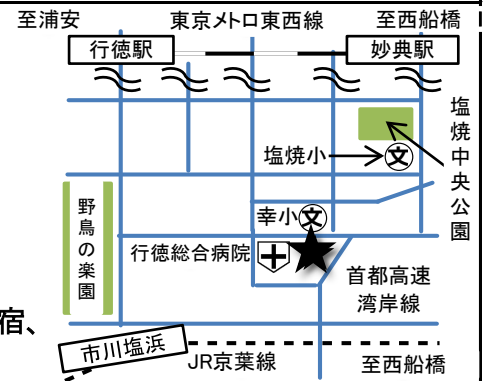 至浦安 東京メトロ東西線 至西船橋
行徳駅 妙典駅
塩焼中央公園
塩焼小 文
野鳥の楽園
幸小 文
行徳総合病院
首都高速
湾岸線
宿、
市川塩浜
JR京葉線 至西船橋